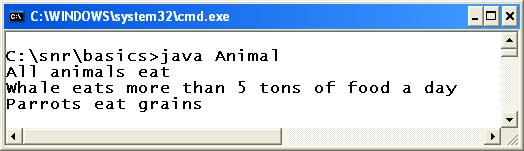 C:\WINDOWS\system32\cmd.exe
C:\snr\basics>java Animal
All animals eat
Whale eats more than 5 tons of food a day
Parrots eat grains